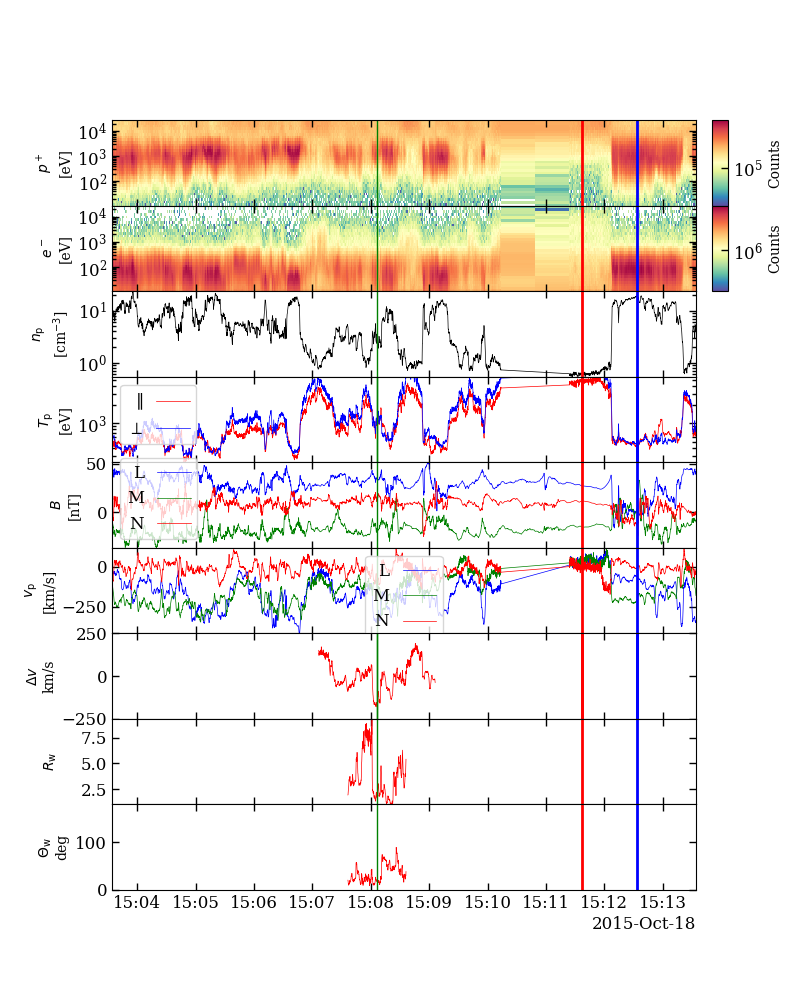 10⁴
10³
10²
p⁺
[eV]
10⁵
Counts
10⁴
10³
10²
e⁻
[eV]
10⁶
Counts
10¹
10⁰
nₚ
[cm⁻³]
10³
Tₚ
[eV]
∥
⊥
50
0
B
[nT]
L
M
N
0
−250
vₚ
[km/s]
L
M
N
250
0
−250
Δv
km/s
7.5
5.0
2.5
R_w
100
0
Θ_w
deg
15:04 15:05 15:06 15:07 15:08 15:09 15:10 15:11 15:12 15:13
2015-Oct-18